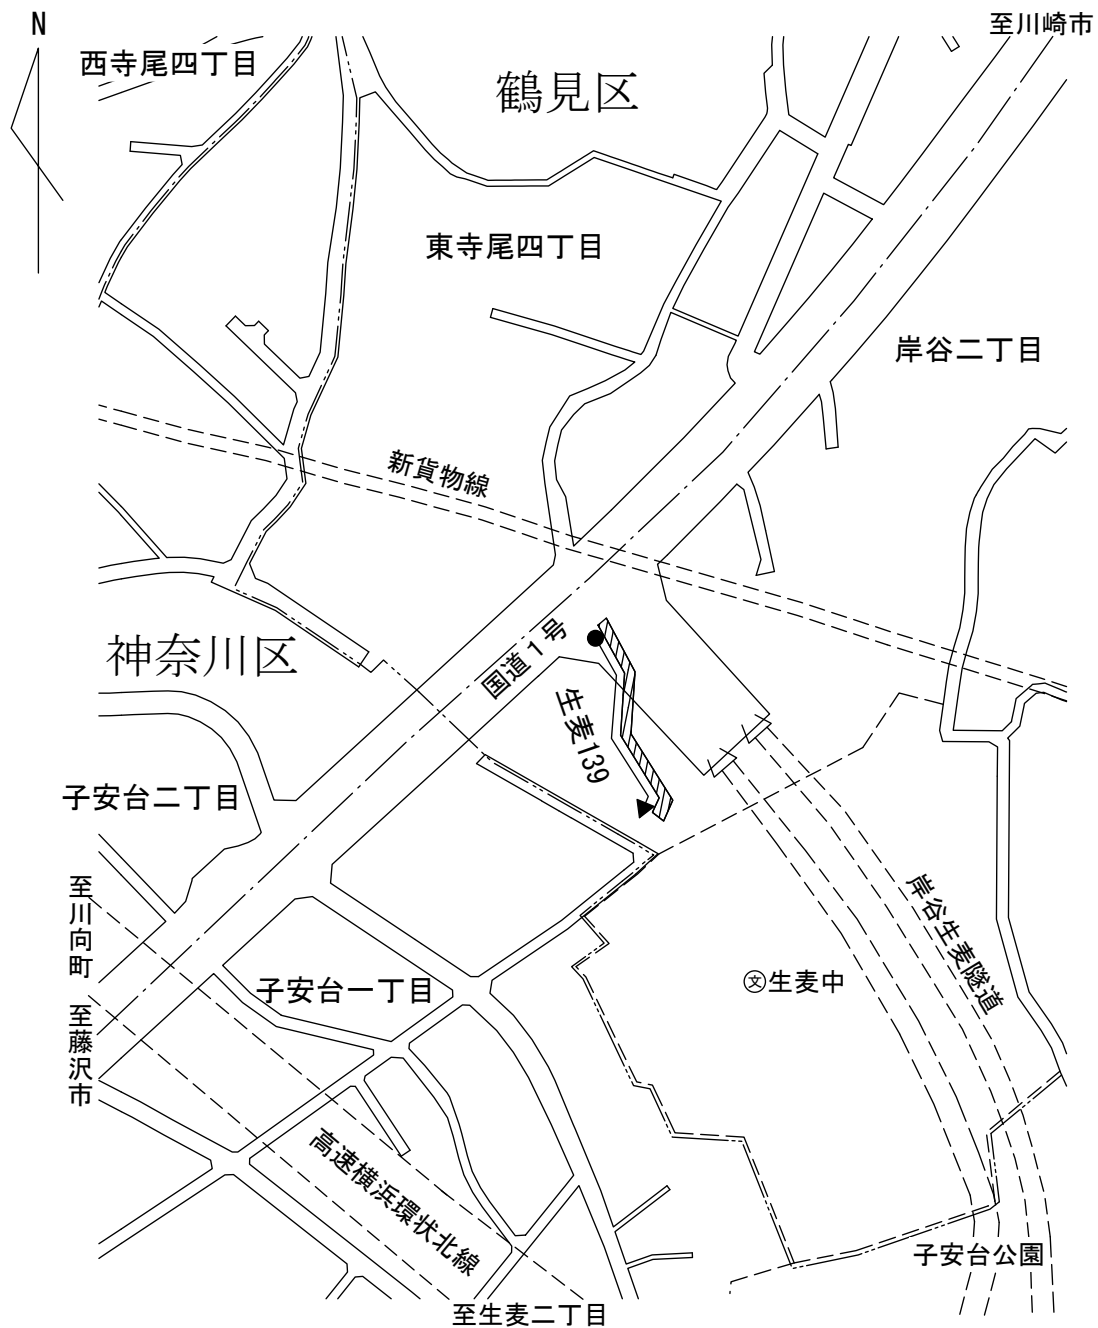 N
至川崎市
西寺尾四丁目
鶴見区
東寺尾四丁目
岸谷二丁目
新貨物線
神奈川区
国道1号
生麦139
子安台二丁目
至川向町
岸谷生麦隧道
子安台一丁目
文生麦中
至藤沢市
高速横浜環状北線
子安台公園
至生麦二丁目